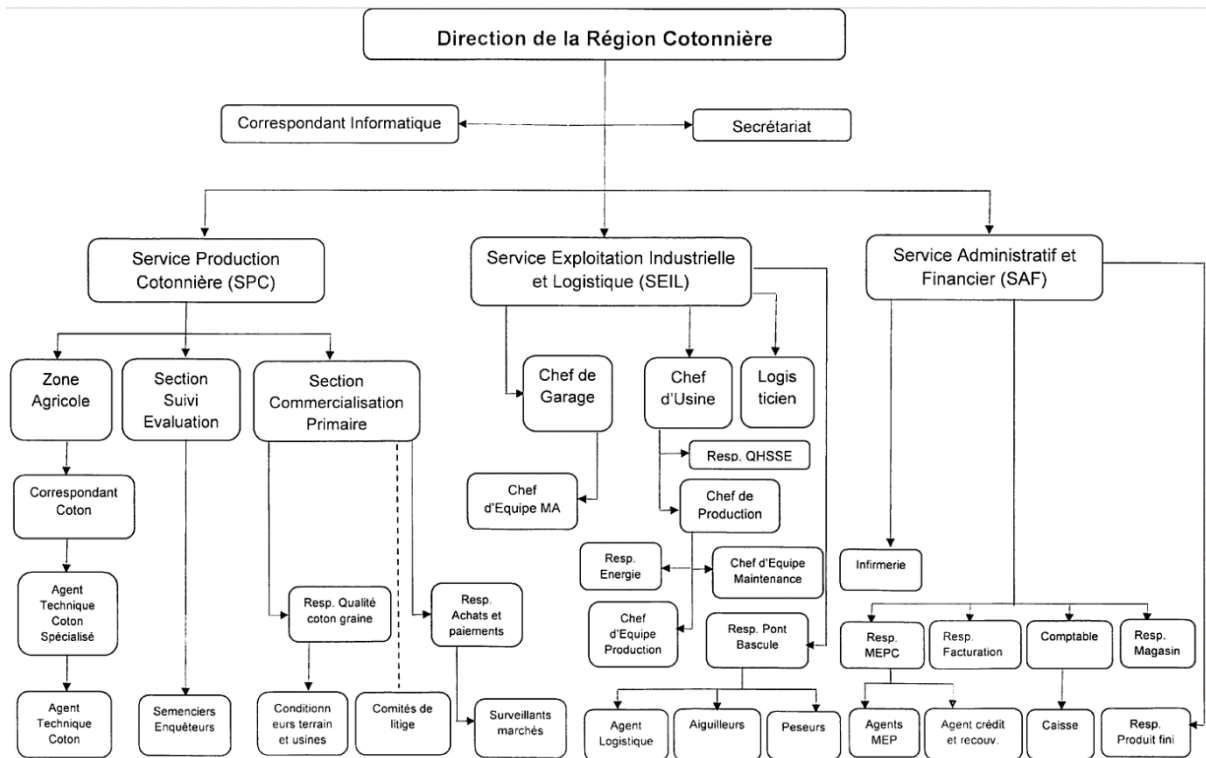 Direction de la Région Cotonnière
Correspondant Informatique
Secrétariat
Service Production
Cotonnière (SPC)
Service Exploitation Industrielle
et Logistique (SEIL)
Service Administratif et
Financier (SAF)
Zone
Agricole
Section
Suivi
Evaluation
Section
Commercialisation
Primaire
Chef de
Garage
Chef
d'Usine
Logis
ticien
Resp. QHSSE
Correspondant
Coton
Chef
d'Equipe MA
Chef de
Production
Resp.
Energie
Chef d'Equipe
Maintenance
Infirmerie
Agent
Technique
Coton
Spécialisé
Resp. Qualité
coton graine
Resp.
Achats et
paiements
Chef
d'Equipe
Production
Resp. Pont
Bascule
Resp.
MEPC
Resp.
Facturation
Comptable
Resp.
Magasin
Agent
Technique
Coton
Semenciers
Enquêteurs
Conditionn
eurs terrain
et usines
Comités de
litige
Surveillants
marchés
Agent
Logistique
Aiguilleurs
Peseurs
Agents
MEP
Agent crédit
et recouv.
Caisse
Resp.
Produit fini